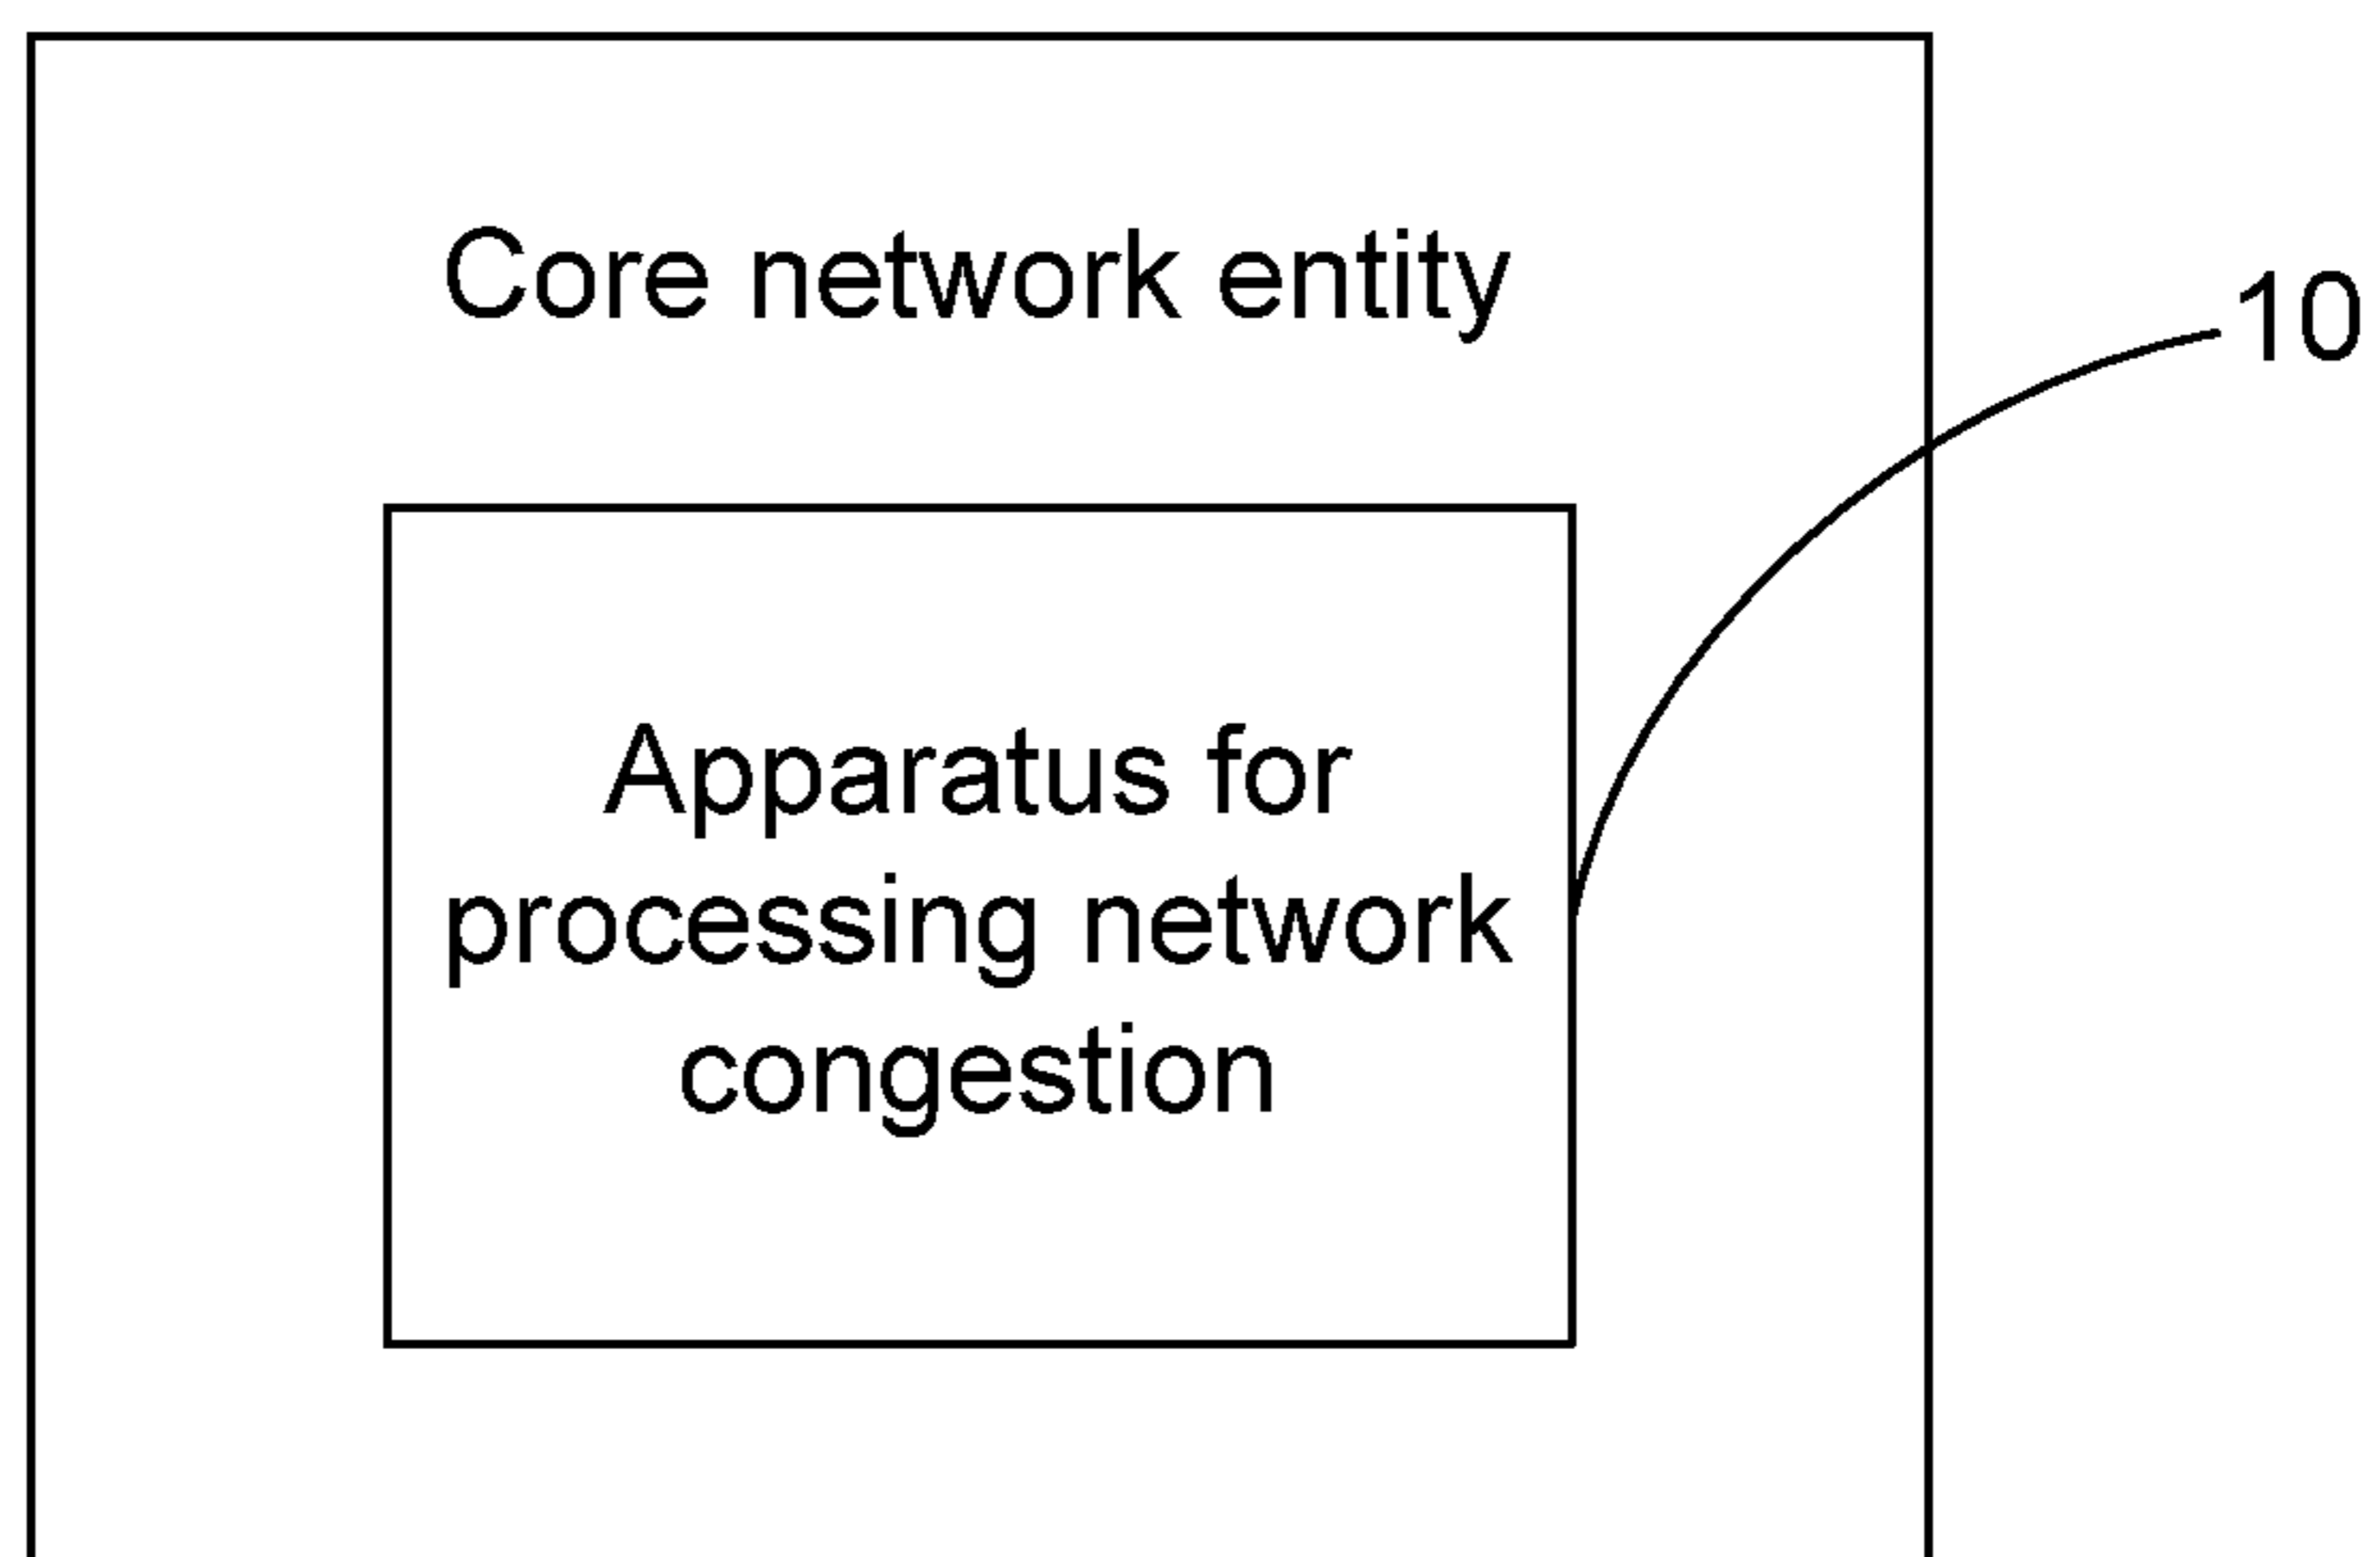 Core network entity
10
Apparatus for
processing network
congestion